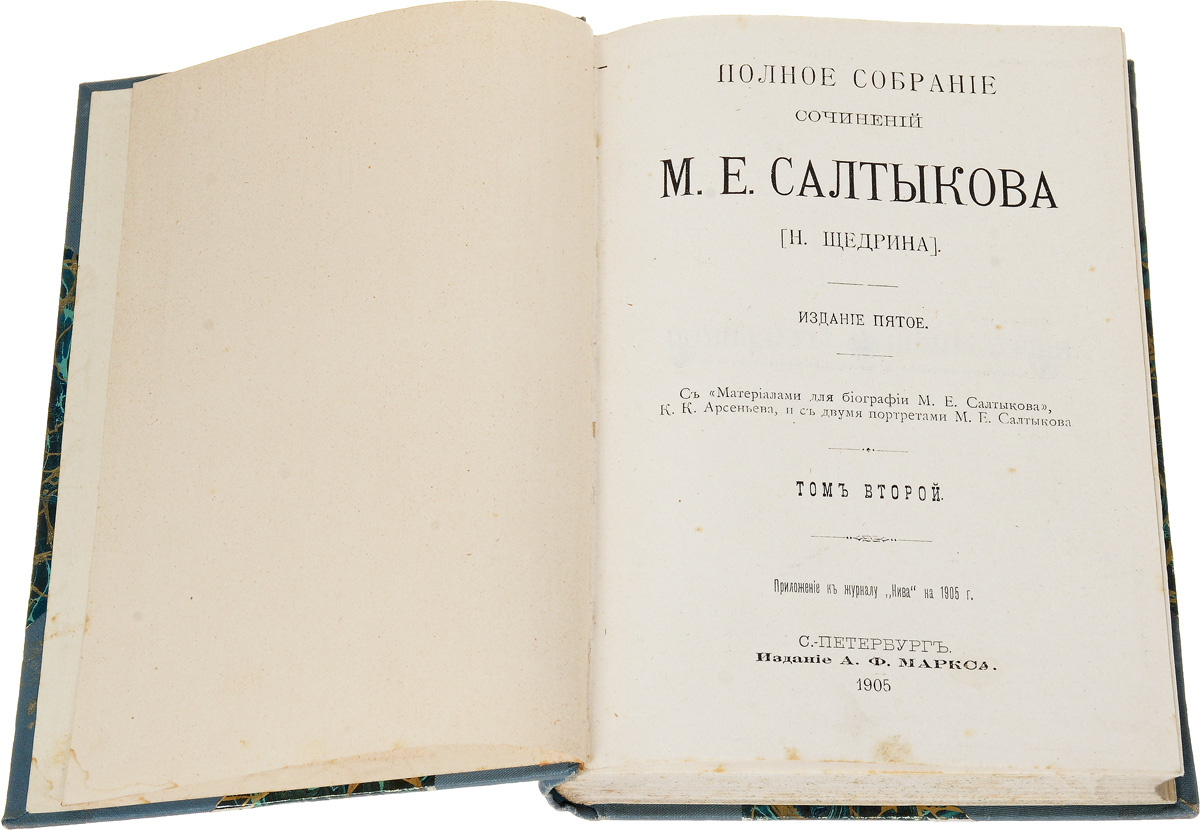 ПОЛНОЕ СОБРАНІЕ
СОЧИНЕНІЙ
М. Е. САЛТЫКОВА
[Н. ЩЕДРИНА].
ИЗДАНІЕ ПЯТОЕ.
Съ «Матеріалами для біографіи М. Е. Салтыкова»,
К. К. Арсеньева, и съ двумя портретами М. Е. Салтыкова
ТОМЪ ВТОРОЙ.
Приложеніе къ журналу „Нива“ на 1905 г.
С.-ПЕТЕРБУРГЪ.
Изданіе А. Ф. МАРКСА.
1905